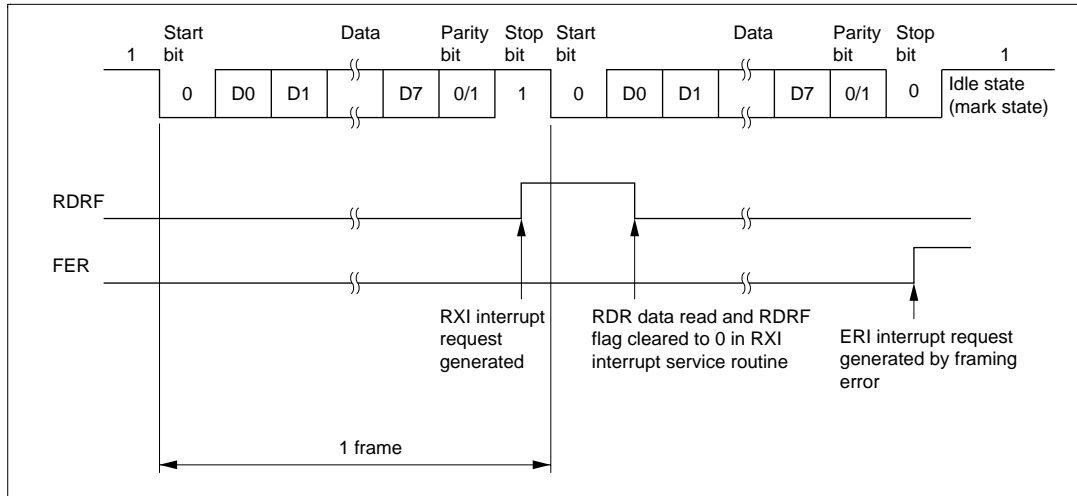 Start bit
Data
Parity bit
Stop bit
Start bit
Data
Parity bit
Stop bit
1
1
0
D0
D1
D7
0/1
1
0
D0
D1
D7
0/1
0
Idle state
(mark state)
RDRF
FER
RXI interrupt
request
generated
RDR data read and RDRF
flag cleared to 0 in RXI
interrupt service routine
ERI interrupt request
generated by framing
error
1 frame